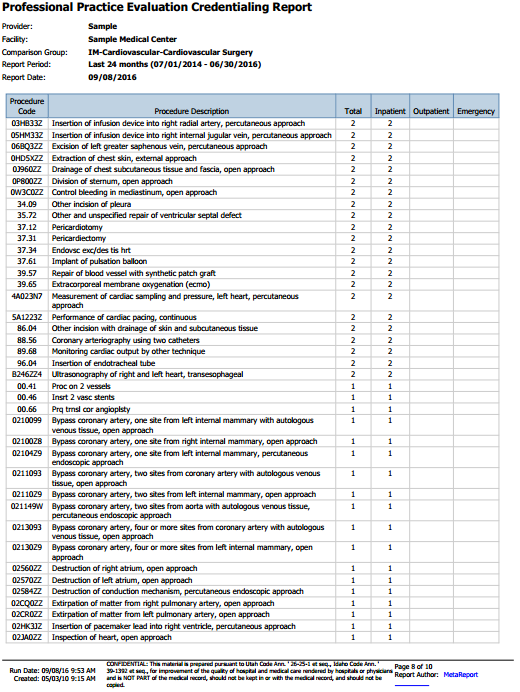 Professional Practice Evaluation Credentialing Report
Provider: Sample
Facility: Sample Medical Center
Comparison Group: IM-Cardiovascular-Cardiovascular Surgery
Report Period: Last 24 months (07/01/2014 - 06/30/2016)
Report Date: 09/08/2016
Procedure Code Procedure Description Total Inpatient Outpatient Emergency
03HB33Z Insertion of infusion device into right radial artery, percutaneous approach 2 2
05HM33Z Insertion of infusion device into right internal jugular vein, percutaneous approach 2 2
06BQ3ZZ Excision of left greater saphenous vein, percutaneous approach 2 2
0HD5XZZ Extraction of chest skin, external approach 2 2
0J960ZZ Drainage of chest subcutaneous tissue and fascia, open approach 2 2
0P800ZZ Division of sternum, open approach 2 2
0W3C0ZZ Control bleeding in mediastinum, open approach 2 2
34.09 Other incision of pleura 2 2
35.72 Other and unspecified repair of ventricular septal defect 2 2
37.12 Pericardiotomy 2 2
37.31 Pericardiectomy 2 2
37.34 Endovsc exc/des tis hrt 2 2
37.61 Implant of pulsation balloon 2 2
39.57 Repair of blood vessel with synthetic patch graft 2 2
39.65 Extracorporeal membrane oxygenation (ecmo) 2 2
4A023N7 Measurement of cardiac sampling and pressure, left heart, percutaneous 2 2
approach
5A1223Z Performance of cardiac pacing, continuous 2 2
86.04 Other incision with drainage of skin and subcutaneous tissue 2 2
88.56 Coronary arteriography using two catheters 2 2
89.68 Monitoring cardiac output by other technique 2 2
96.04 Insertion of endotracheal tube 2 2
B246ZZ4 Ultrasonography of right and left heart, transesophageal 2 2
00.41 Proc on 2 vessels 1 1
00.46 Insrt 2 vasc stents 1 1
00.66 Prq trnsl cor angioplsty 1 1
0210099 Bypass coronary artery, one site from left internal mammary with autologous 1 1
venous tissue, open approach
02100Z8 Bypass coronary artery, one site from right internal mammary, open approach 1 1
02104Z9 Bypass coronary artery, one site from left internal mammary, percutaneous 1 1
endoscopic approach
0211093 Bypass coronary artery, two sites from coronary artery with autologous venous 1 1
tissue, open approach
02110Z9 Bypass coronary artery, two sites from left internal mammary, open approach 1 1
021149W Bypass coronary artery, two sites from aorta with autologous venous tissue, 1 1
percutaneous endoscopic approach
0213093 Bypass coronary artery, four or more sites from coronary artery with autologous 1 1
venous tissue, open approach
02130Z9 Bypass coronary artery, four or more sites from left internal mammary, open 1 1
approach
02560ZZ Destruction of right atrium, open approach 1 1
02570ZZ Destruction of left atrium, open approach 1 1
02584ZZ Destruction of conduction mechanism, percutaneous endoscopic approach 1 1
02CQ0ZZ Extirpation of matter from right pulmonary artery, open approach 1 1
02CR0ZZ Extirpation of matter from left pulmonary artery, open approach 1 1
02HK3JZ Insertion of pacemaker lead into right ventricle, percutaneous approach 1 1
02JA0ZZ Inspection of heart, open approach 1 1
Run Date: 09/08/16 9:53 AM
Created: 05/03/10 9:15 AM
CONFIDENTIAL: This material is prepared pursuant to Utah Code Ann. ' 26-25-1 et seq., Idaho Code Ann. '
39-1392 et seq., for improvement of the quality of hospital and medical care rendered by hospitals or physicians
and is NOT PART of the medical record, should not be kept in or with the medical record, and should not be
copied.
Page 8 of 10
Report Author: MetaReport